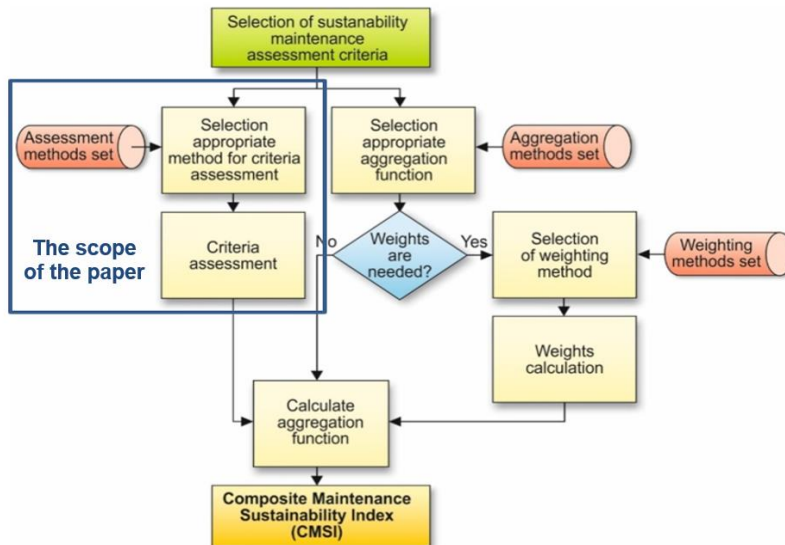 Selection of sustanability
maintenance
assessment criteria
Assessment
methods set
Selection
appropriate
method for criteria
assessment
Selection
appropriate
aggregation
function
Aggregation
methods set
The scope
of the paper
Criteria
assessment
No
Weights
are
needed?
Yes
Selection
of weighting
method
Weighting
methods set
Weights
calculation
Calculate
aggregation
function
Composite Maintenance
Sustainability Index
(CMSI)